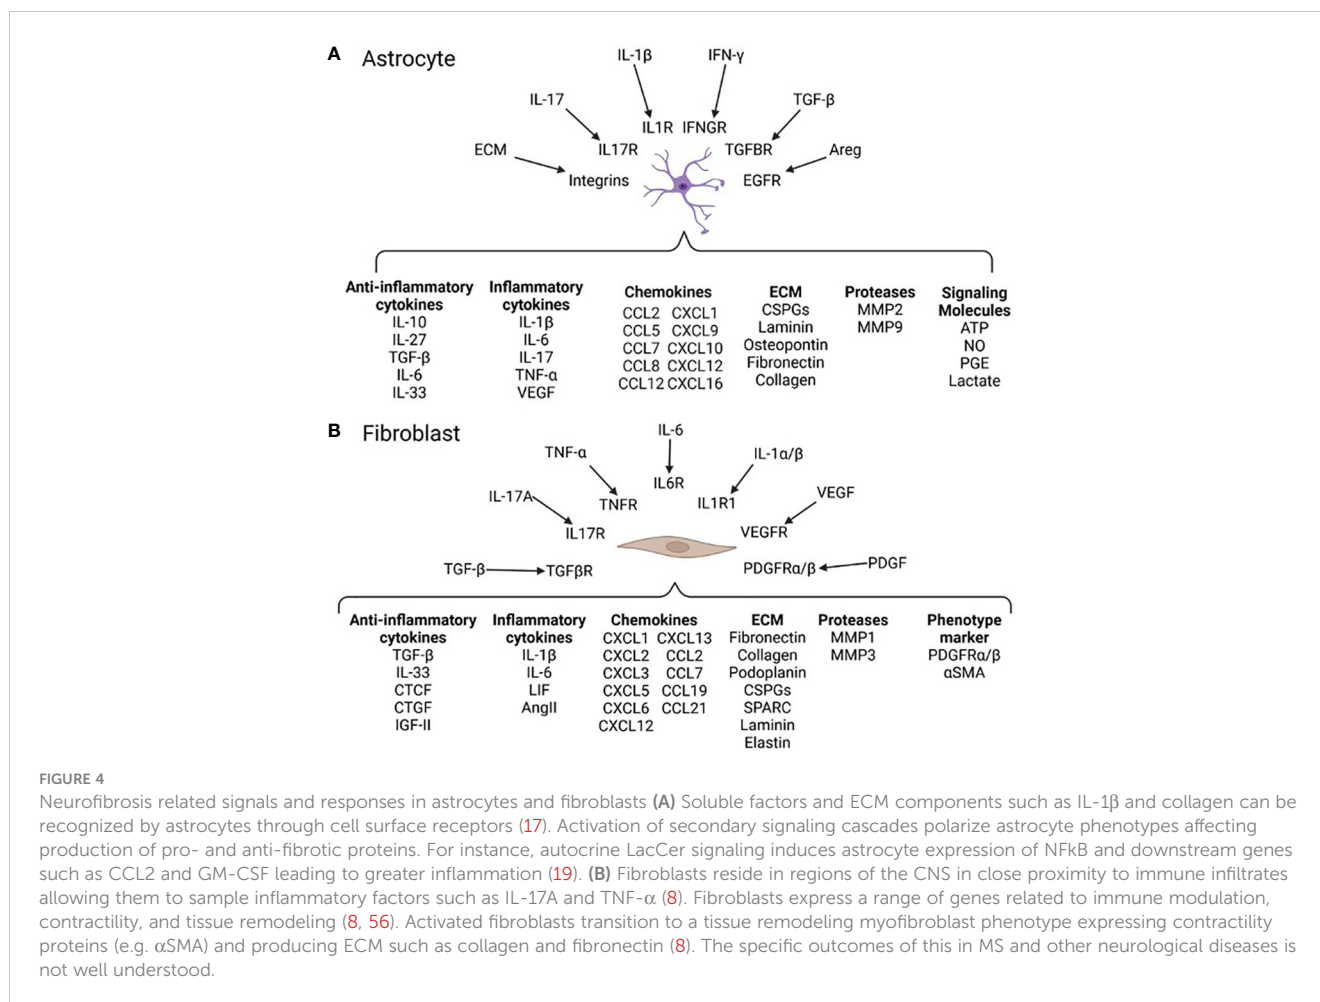 A Astrocyte
IL-1β IFN-γ
IL-17 TGF-β
IL1R IFNGR
ECM IL17R TGFBR Areg
Integrins EGFR
Anti-inflammatory cytokines
IL-10
IL-27
TGF-β
IL-6
IL-33
Inflammatory cytokines
IL-1β
IL-6
IL-17
TNF-α
VEGF
Chemokines
CCL2 CXCL1
CCL5 CXCL9
CCL7 CXCL10
CCL8 CXCL12
CCL12 CXCL16
ECM
CSPGs
Laminin
Osteopontin
Fibronectin
Collagen
Proteases
MMP2
MMP9
Signaling Molecules
ATP
NO
PGE
Lactate
B Fibroblast
IL-6
TNF-α IL-1α/β
IL6R
IL-17A TNFR IL1R1 VEGF
IL17R VEGFR
TGF-β TGFβR PDGFRα/β PDGF
Anti-inflammatory cytokines
TGF-β
IL-33
CTCF
CTGF
IGF-II
Inflammatory cytokines
IL-1β
IL-6
LIF
AngII
Chemokines
CXCL1 CXCL13
CXCL2 CCL2
CXCL3 CCL7
CXCL5 CCL19
CXCL6 CCL21
CXCL12
ECM
Fibronectin
Collagen
Podoplanin
CSPGs
SPARC
Laminin
Elastin
Proteases
MMP1
MMP3
Phenotype marker
PDGFRα/β
αSMA
FIGURE 4
Neurofibrosis related signals and responses in astrocytes and fibroblasts (A) Soluble factors and ECM components such as IL-1β and collagen can be
recognized by astrocytes through cell surface receptors (17). Activation of secondary signaling cascades polarize astrocyte phenotypes affecting
production of pro- and anti-fibrotic proteins. For instance, autocrine LacCer signaling induces astrocyte expression of NFkB and downstream genes
such as CCL2 and GM-CSF leading to greater inflammation (19). (B) Fibroblasts reside in regions of the CNS in close proximity to immune infiltrates
allowing them to sample inflammatory factors such as IL-17A and TNF-α (8). Fibroblasts express a range of genes related to immune modulation,
contractility, and tissue remodeling (8, 56). Activated fibroblasts transition to a tissue remodeling myofibroblast phenotype expressing contractility
proteins (e.g. αSMA) and producing ECM such as collagen and fibronectin (8). The specific outcomes of this in MS and other neurological diseases is
not well understood.